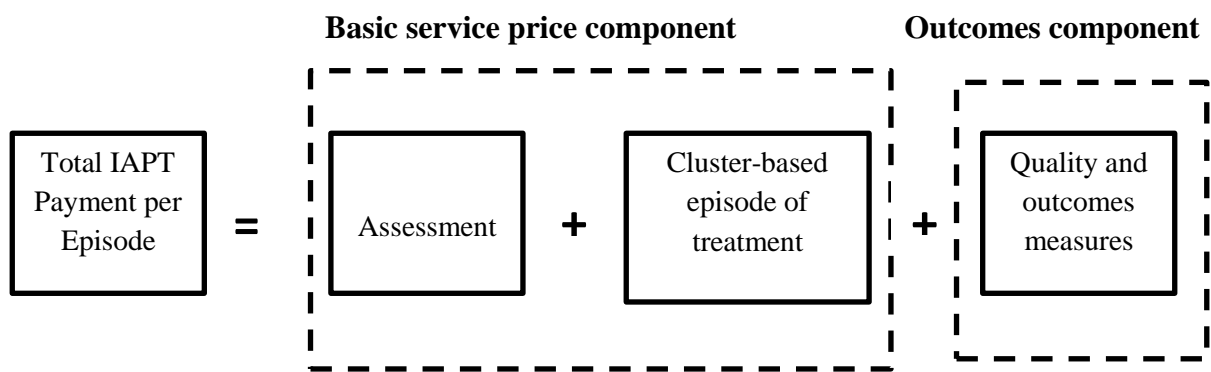 Basic service price component
Outcomes component
Total IAPT
Payment per
Episode
=
Assessment
+
Cluster-based
episode of
treatment
+
Quality and
outcomes
measures